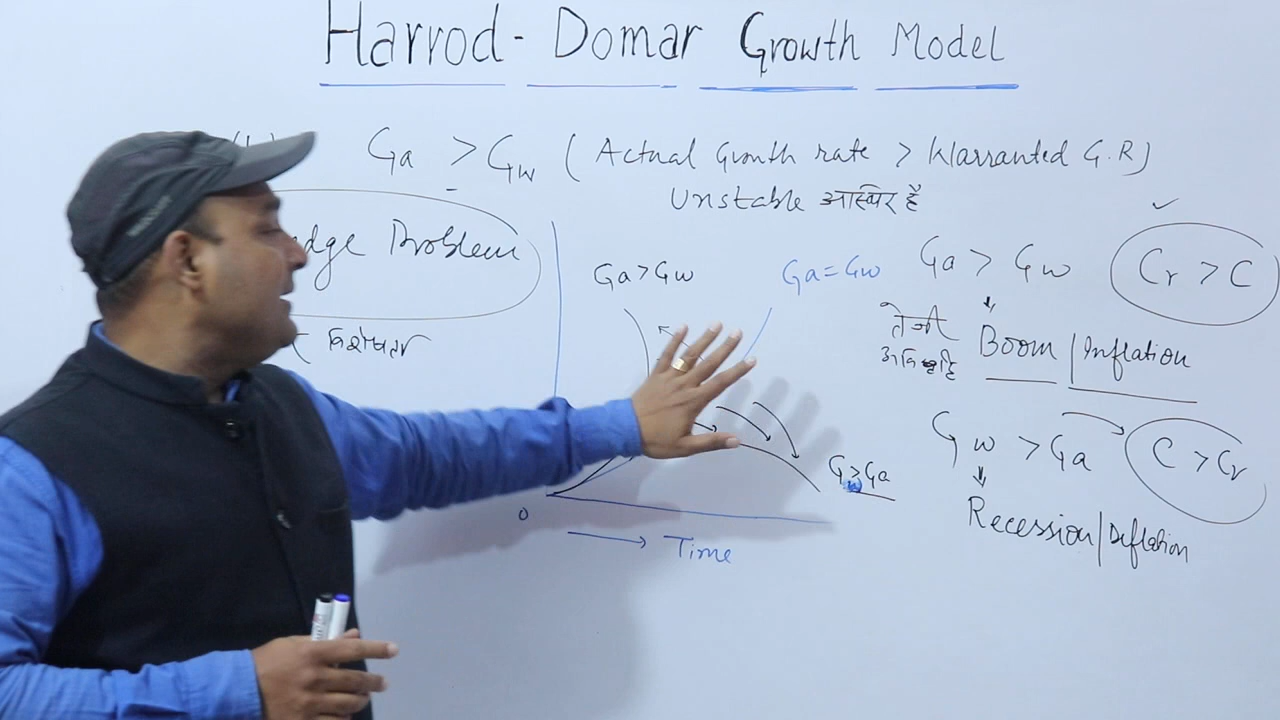 Harrod - Domar Growth Model
Ga > Gw ( Actual Growth rate > Warranted G.R)
Unstable अस्थिर है
Problem
Ga > Gw
Ga = Gw
Ga > Gw
Cr > C
तेजी
Boom / Inflation
Gw > Ga
C > Cr
Gw > Ga
Recession / Deflation
0
Time